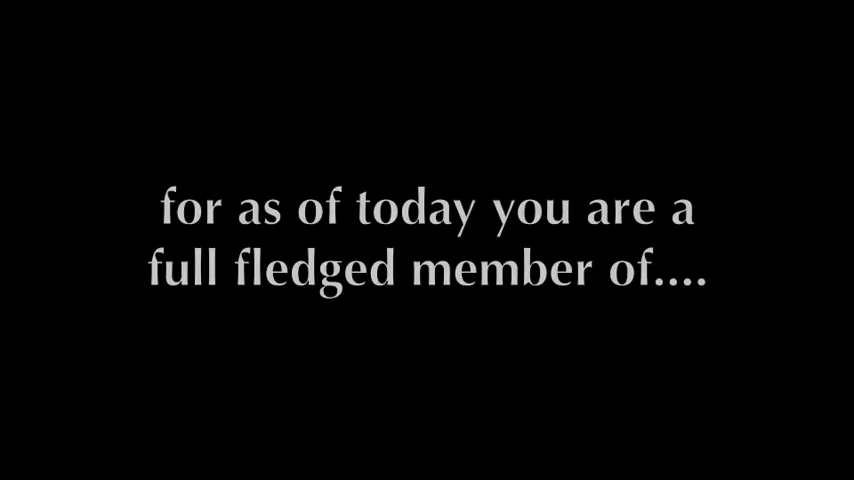 for as of today you are a
full fledged member of....